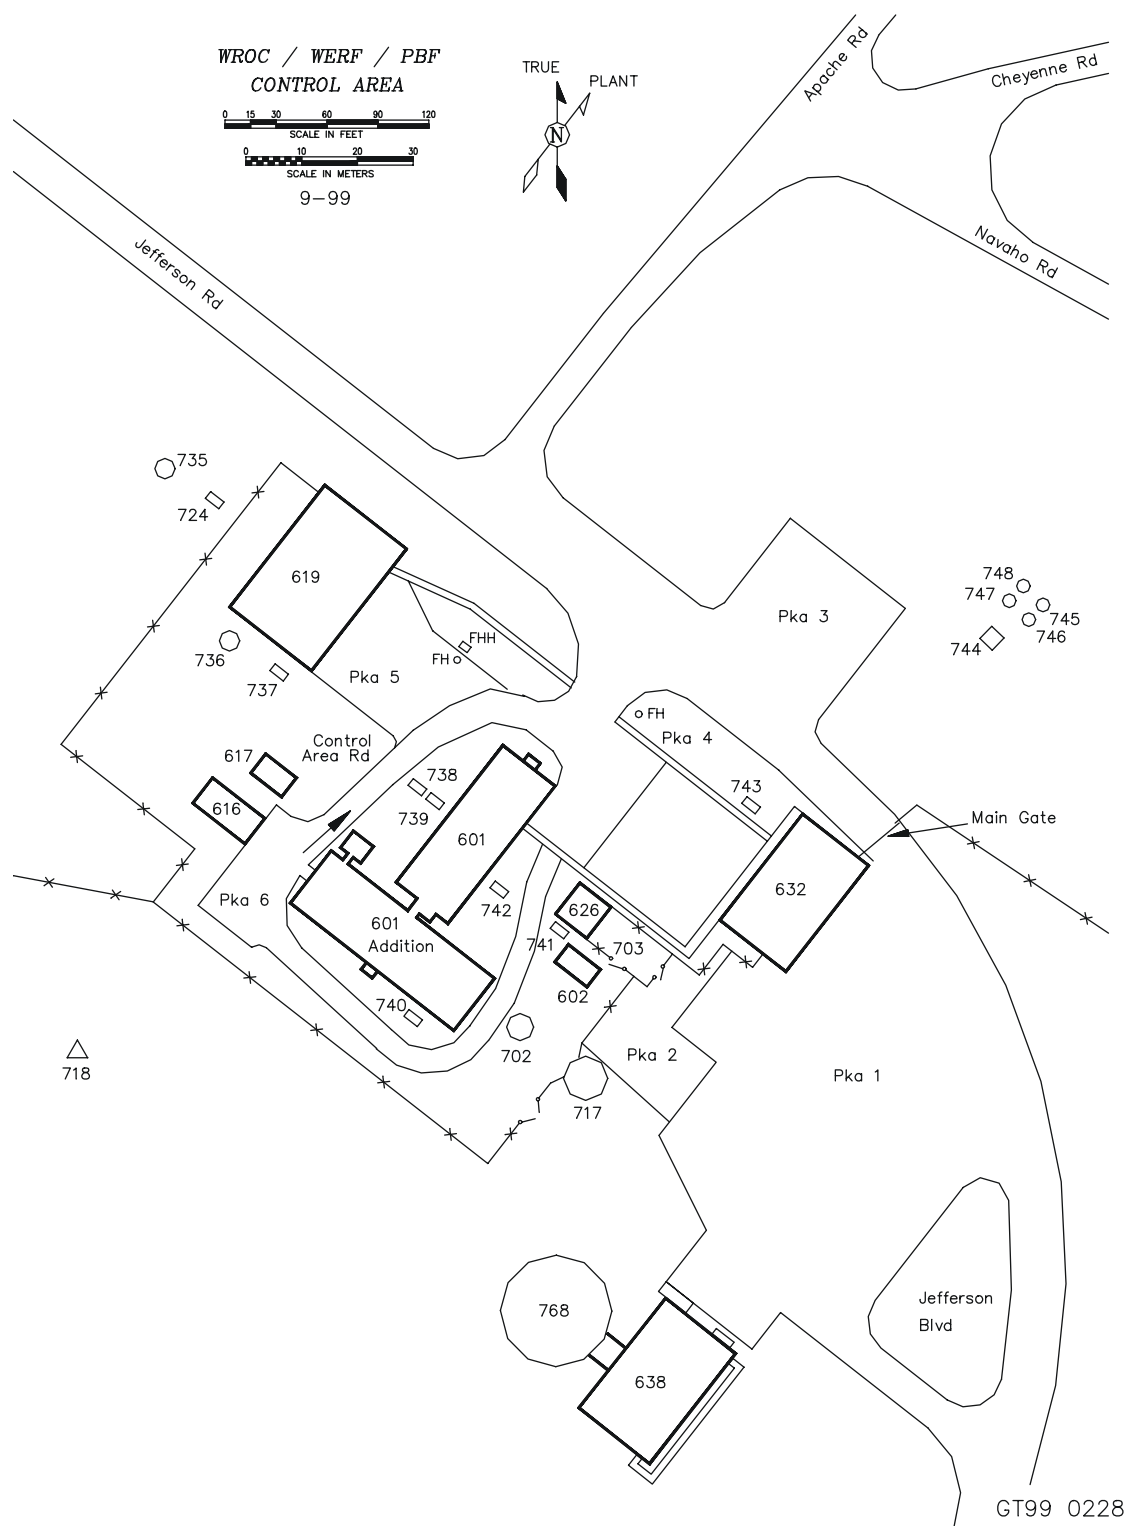 WROC / WERF / PBF
CONTROL AREA
0 15 30 60 90 120
SCALE IN FEET
0 10 20 30
SCALE IN METERS
9-99
TRUE
PLANT
N
Apache Rd
Cheyenne Rd
Navaho Rd
Jefferson Rd
735
724
619
736
737
FHH
FH
Pka 5
Pka 3
748
747
745
746
744
FH
Pka 4
Control
Area Rd
617
616
738
739
601
743
Main Gate
632
Pka 6
601
Addition
742
626
741
703
602
740
702
Pka 2
717
Pka 1
718
768
638
Jefferson
Blvd
GT99 0228